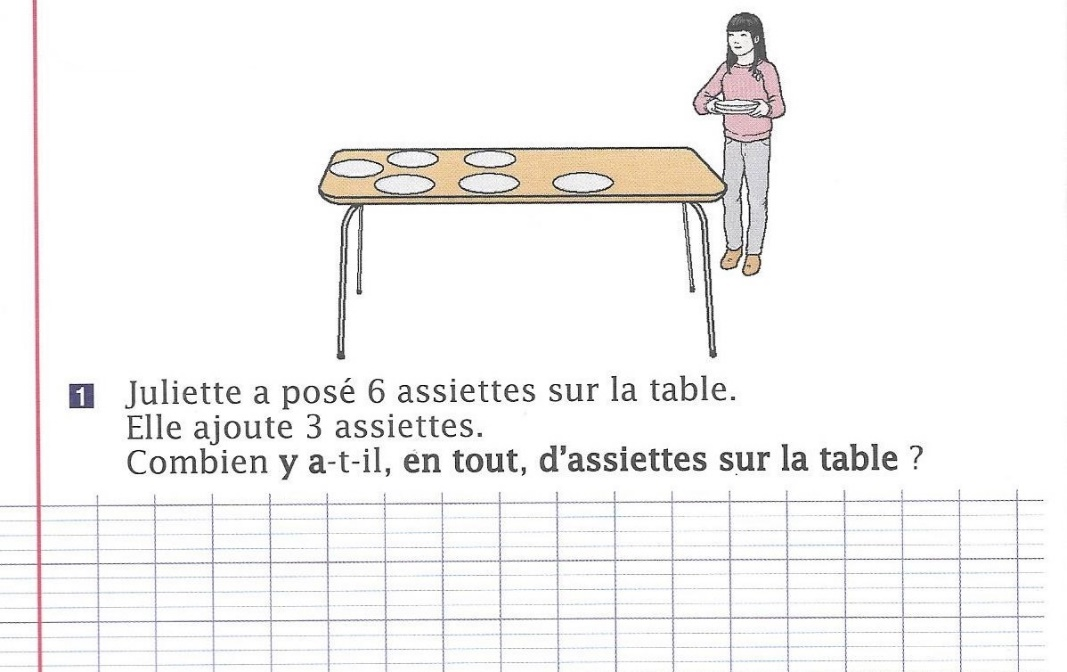 1 Juliette a posé 6 assiettes sur la table.
Elle ajoute 3 assiettes.
Combien y a-t-il, en tout, d'assiettes sur la table ?